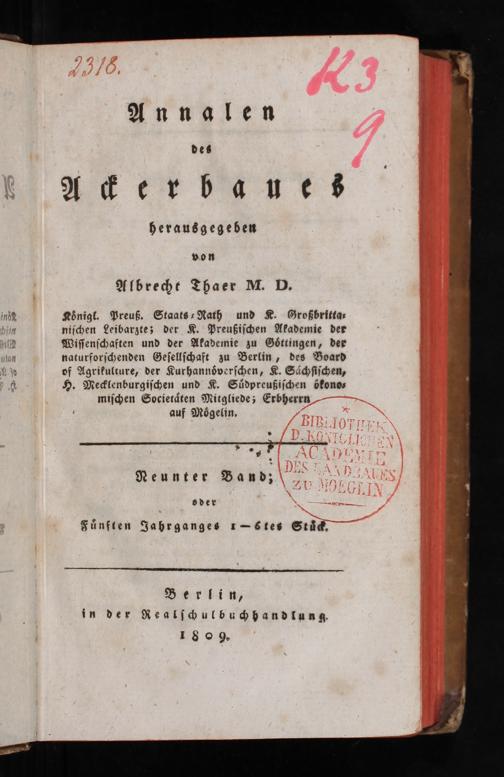 2318.
K3
9
Annalen
des
Ackerbaues
herausgegeben
von
Albrecht Thaer M. D.
Königl. Preuß. Staats-Rath und K. Großbritta-
nischen Leibarzte; der K. Preußischen Akademie der
Wissenschaften und der Akademie zu Göttingen, der
naturforschenden Gesellschaft zu Berlin, des Board
of Agrikulture, der Kurhannöverschen, K. Sächsischen,
H. Mecklenburgischen und K. Südpreußischen ökono-
mischen Societäten Mitgliede; Erbherrn
auf Mögelin.
BIBLIOTHEK
D. KÖNIGLICHEN
ACADEMIE
DES LANDBAUES
ZU MOEGLIN
Neunter Band;
oder
Fünften Jahrganges 1-6tes Stück.
Berlin,
in der Realschulbuchhandlung.
1809.